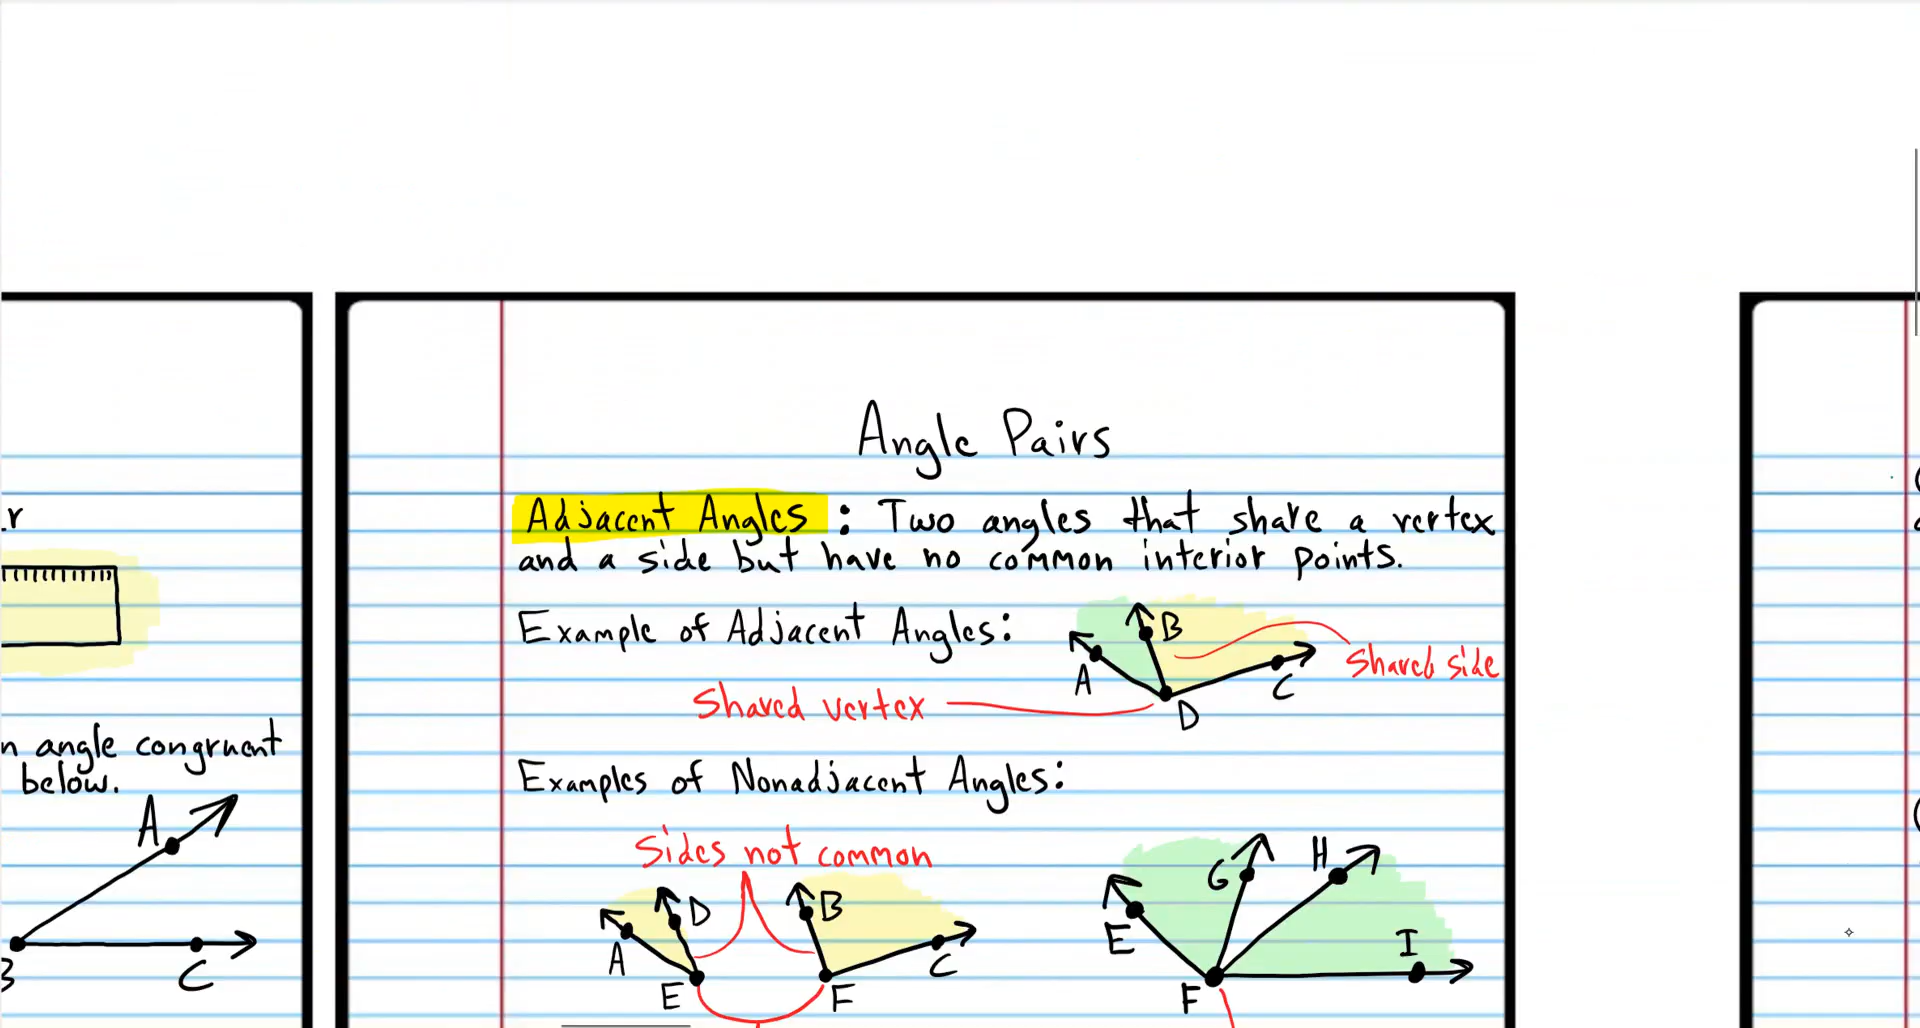 r
n angle congruent
below.
A
B
C
Angle Pairs
Adjacent Angles : Two angles that share a vertex
and a side but have no common interior points.
Example of Adjacent Angles:
B
A
C
D
Shared side
Shared vertex
Examples of Nonadjacent Angles:
Sides not common
D
A
E
B
C
F
G
H
E
I
F